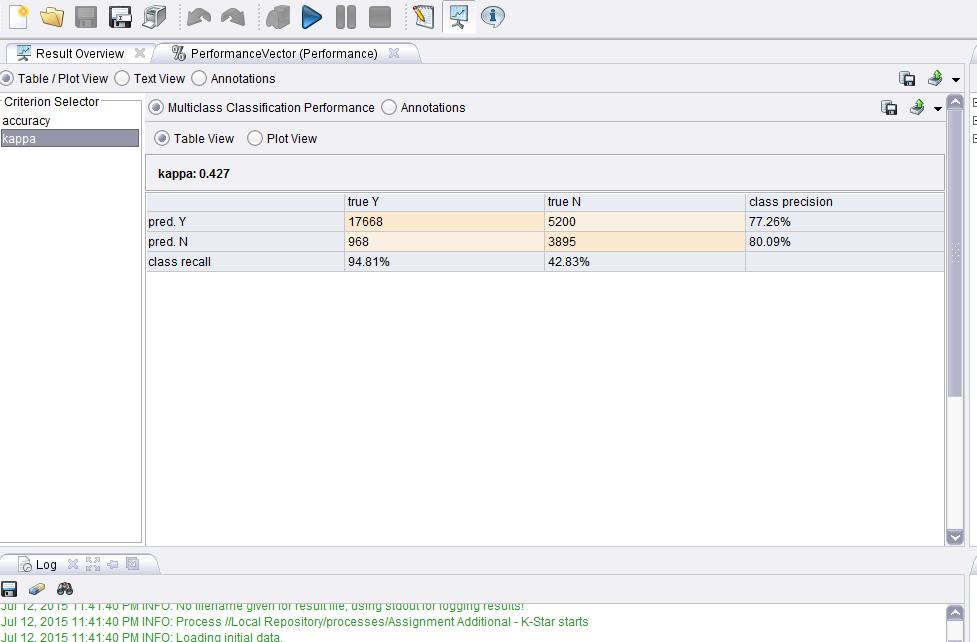 Result Overview PerformanceVector (Performance)
Table / Plot View Text View Annotations
Criterion Selector
accuracy
kappa
Multiclass Classification Performance Annotations
Table View Plot View
kappa: 0.427
true Y true N class precision
pred. Y 17668 5200 77.26%
pred. N 968 3895 80.09%
class recall 94.81% 42.83%
Log
Jul 12, 2015 11:41:40 PM INFO: No filename given for result file, using stdout for logging results!
Jul 12, 2015 11:41:40 PM INFO: Process //Local Repository/processes/Assignment Additional - K-Star starts
Jul 12, 2015 11:41:40 PM INFO: Loading initial data.